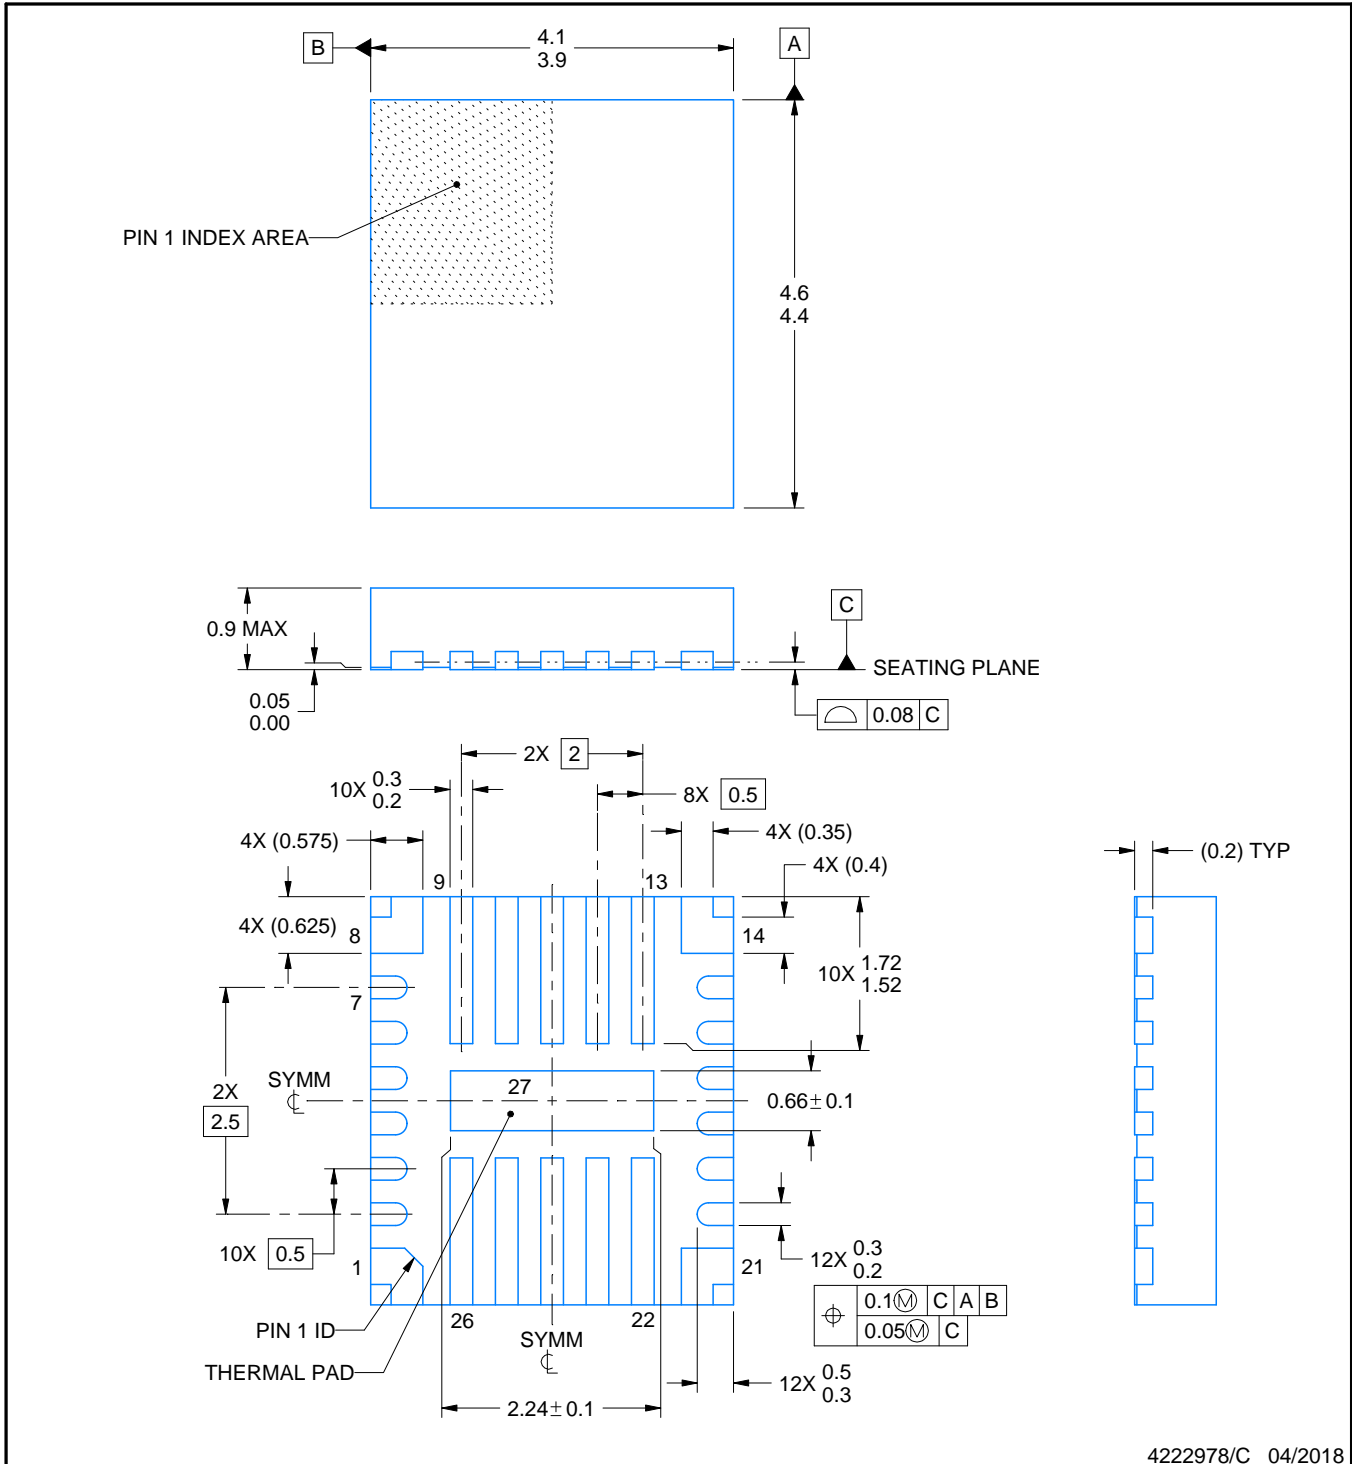 B
4.1
3.9
A
PIN 1 INDEX AREA
4.6
4.4
0.9 MAX
C
SEATING PLANE
0.05
0.00
0.08 C
2X 2
10X 0.3
0.2
8X 0.5
4X (0.575)
4X (0.35)
(0.2) TYP
4X (0.4)
9
13
4X (0.625)
8
14
10X 1.72
1.52
7
SYMM
2X
2.5
27
0.66±0.1
10X 0.5
12X 0.3
0.2
1
21
0.1Ⓜ C A B
0.05Ⓜ C
26
22
PIN 1 ID
SYMM
THERMAL PAD
12X 0.5
0.3
2.24±0.1
4222978/C 04/2018